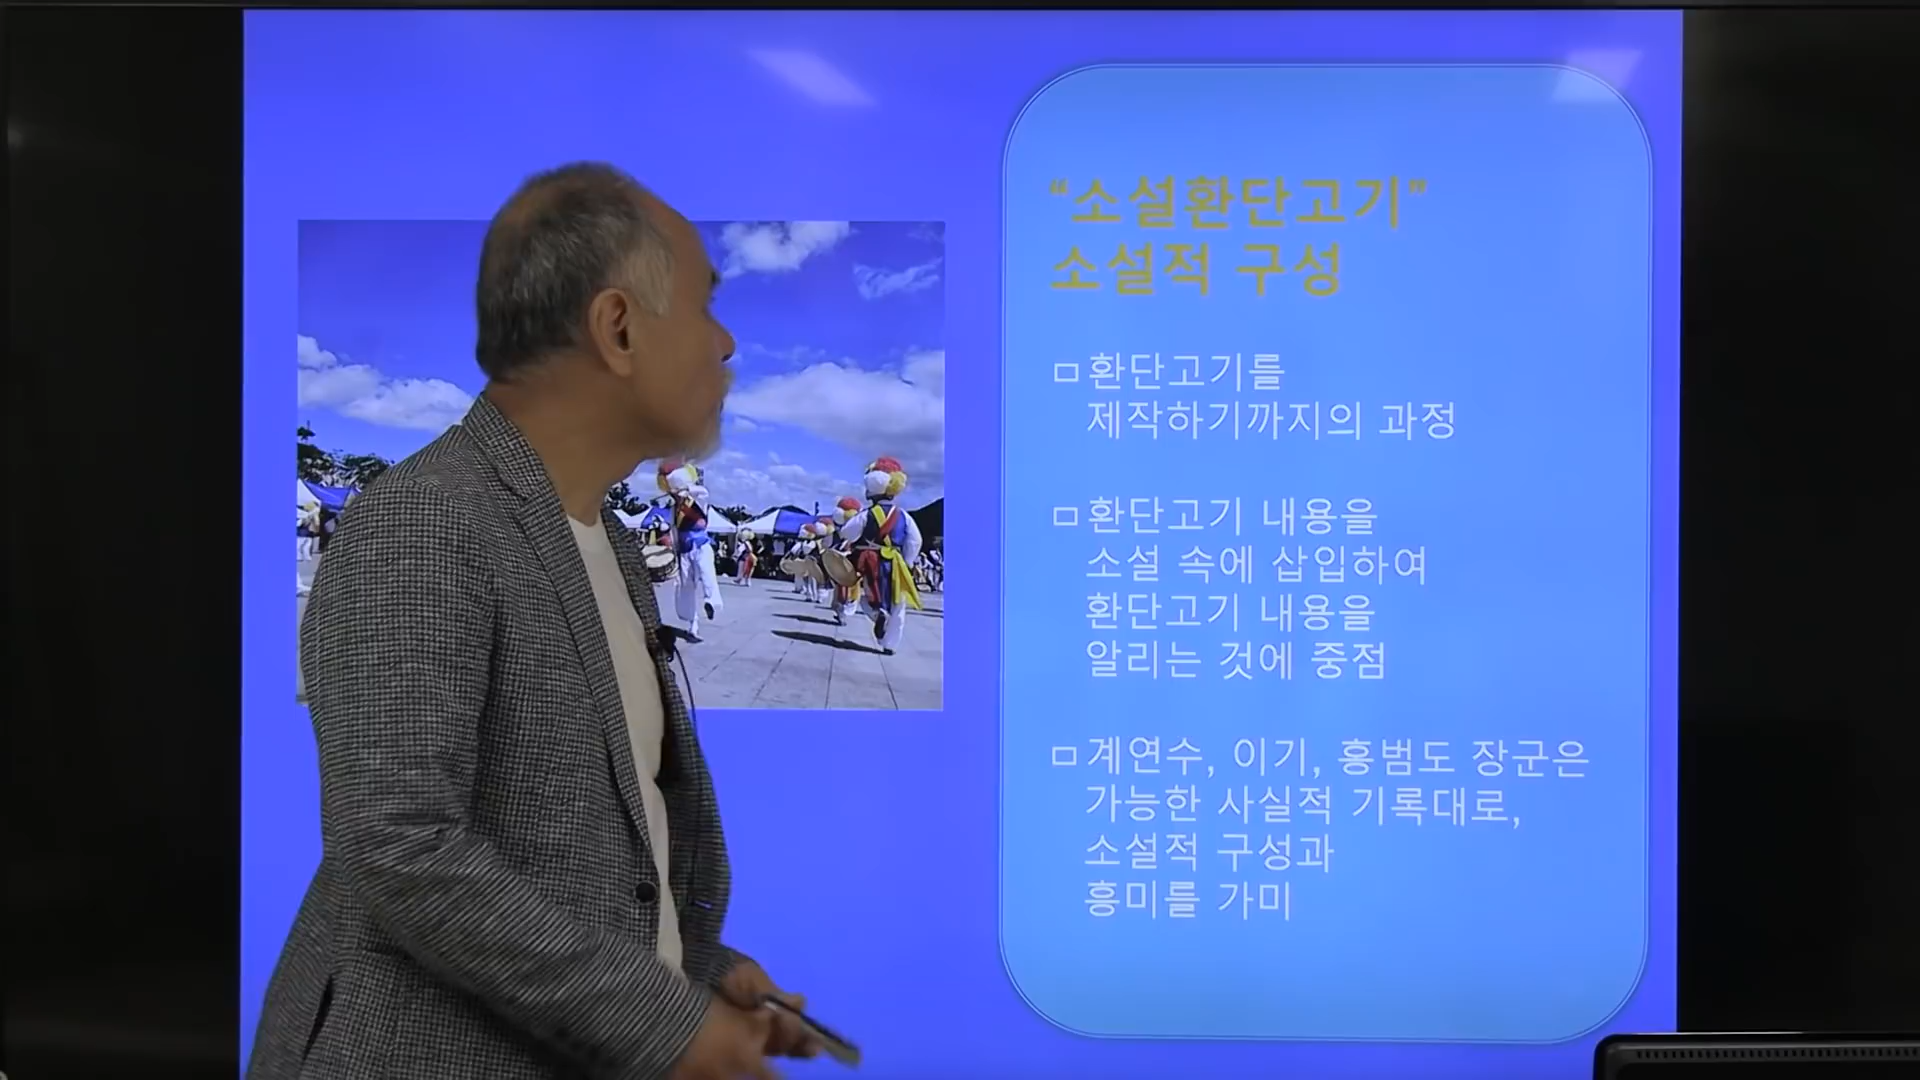 “소설환단고기”
소설적 구성
환단고기를
제작하기까지의 과정
환단고기 내용을
소설 속에 삽입하여
환단고기 내용을
알리는 것에 중점
계연수, 이기, 홍범도 장군은
가능한 사실적 기록대로,
소설적 구성과
흥미를 가미